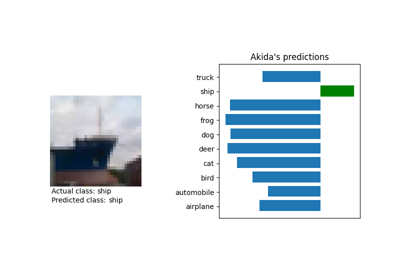 Akida's predictions
truck
ship
horse
frog
dog
deer
cat
bird
automobile
airplane
Actual class: ship
Predicted class: ship